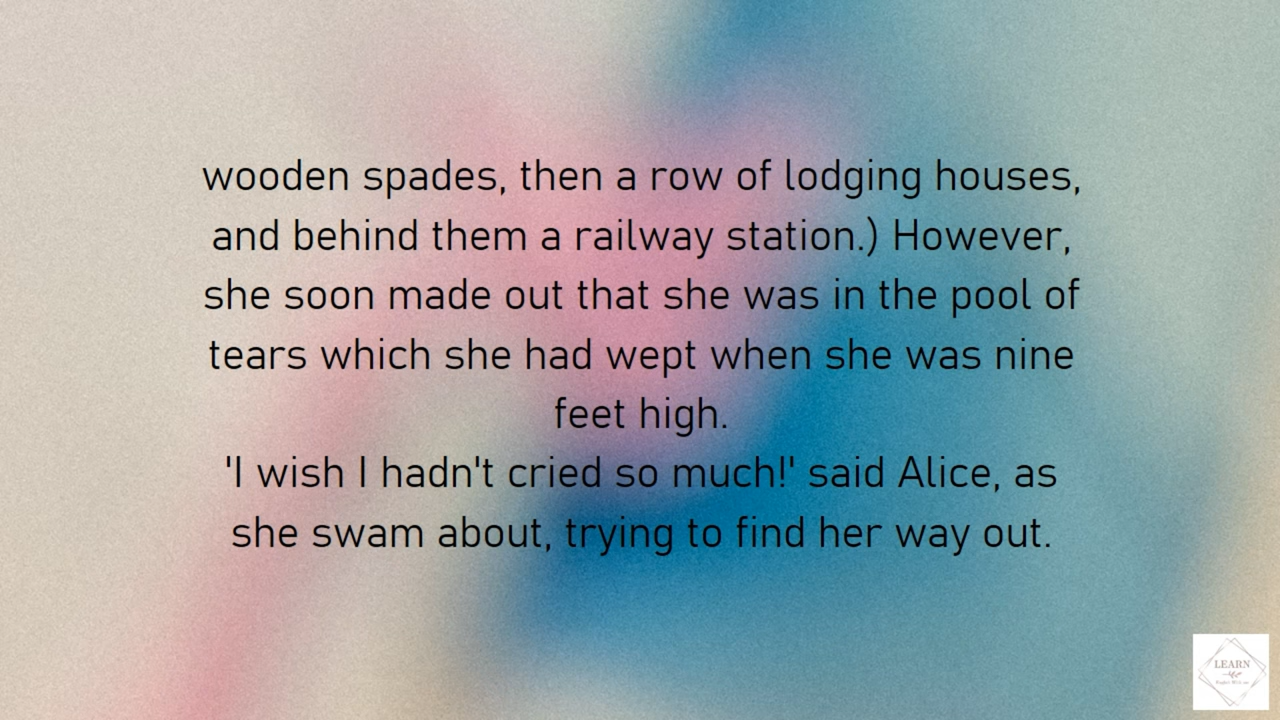 wooden spades, then a row of lodging houses,
and behind them a railway station.) However,
she soon made out that she was in the pool of
tears which she had wept when she was nine
feet high.
'I wish I hadn't cried so much!' said Alice, as
she swam about, trying to find her way out.
LEARN